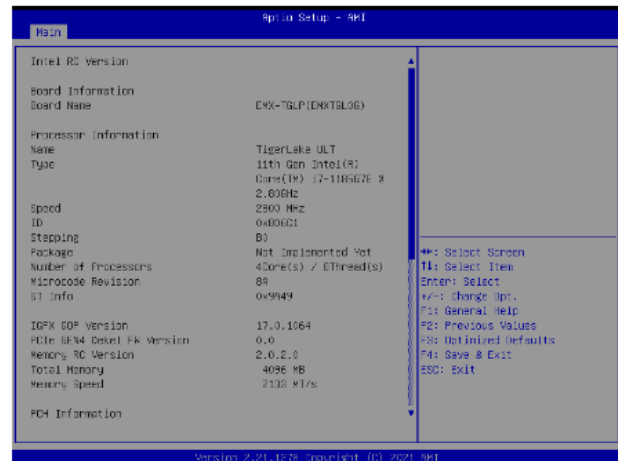 Aptio Setup - AMI
Main
Intel RC Version
Board Information
Board Name EMX-TGLP(EMXTGLOG)
Processor Information
Name TigerLake ULT
Type 11th Gen Intel(R)
Core(TM) i7-1185G7E @
2.80GHz
Speed 2800 MHz
ID 0x806C1
Stepping B0
Package Not Implemented Yet
Number of Processors 4Core(s) / 8Thread(s)
Microcode Revision 8A
GT Info 0x9A49
IGFX GOP Version 17.0.1064
PCIe GEN4 Dekel FW Version 0.0
Memory RC Version 2.0.2.0
Total Memory 4096 MB
Memory Speed 2133 MT/s
PCH Information
: Select Screen
↑↓: Select Item
Enter: Select
+/-: Change Opt.
F1: General Help
F2: Previous Values
F3: Optimized Defaults
F4: Save & Exit
ESC: Exit
Version 2.21.1278 Copyright (C) 2021 AMI